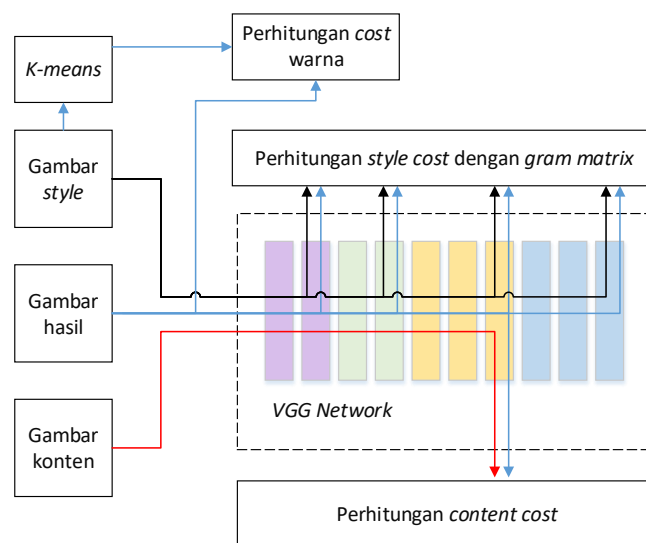 Perhitungan cost
warna
K-means
Gambar
style
Perhitungan style cost dengan gram matrix
Gambar
hasil
VGG Network
Gambar
konten
Perhitungan content cost